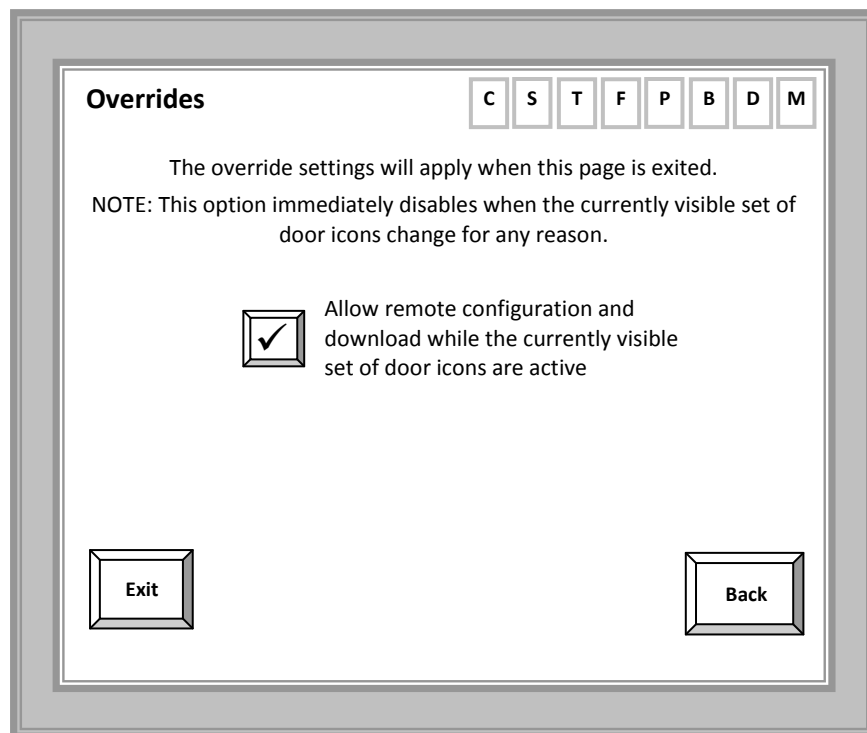 Overrides
C S T F P B D M
The override settings will apply when this page is exited.
NOTE: This option immediately disables when the currently visible set of
door icons change for any reason.
Allow remote configuration and
download while the currently visible
set of door icons are active
Exit
Back